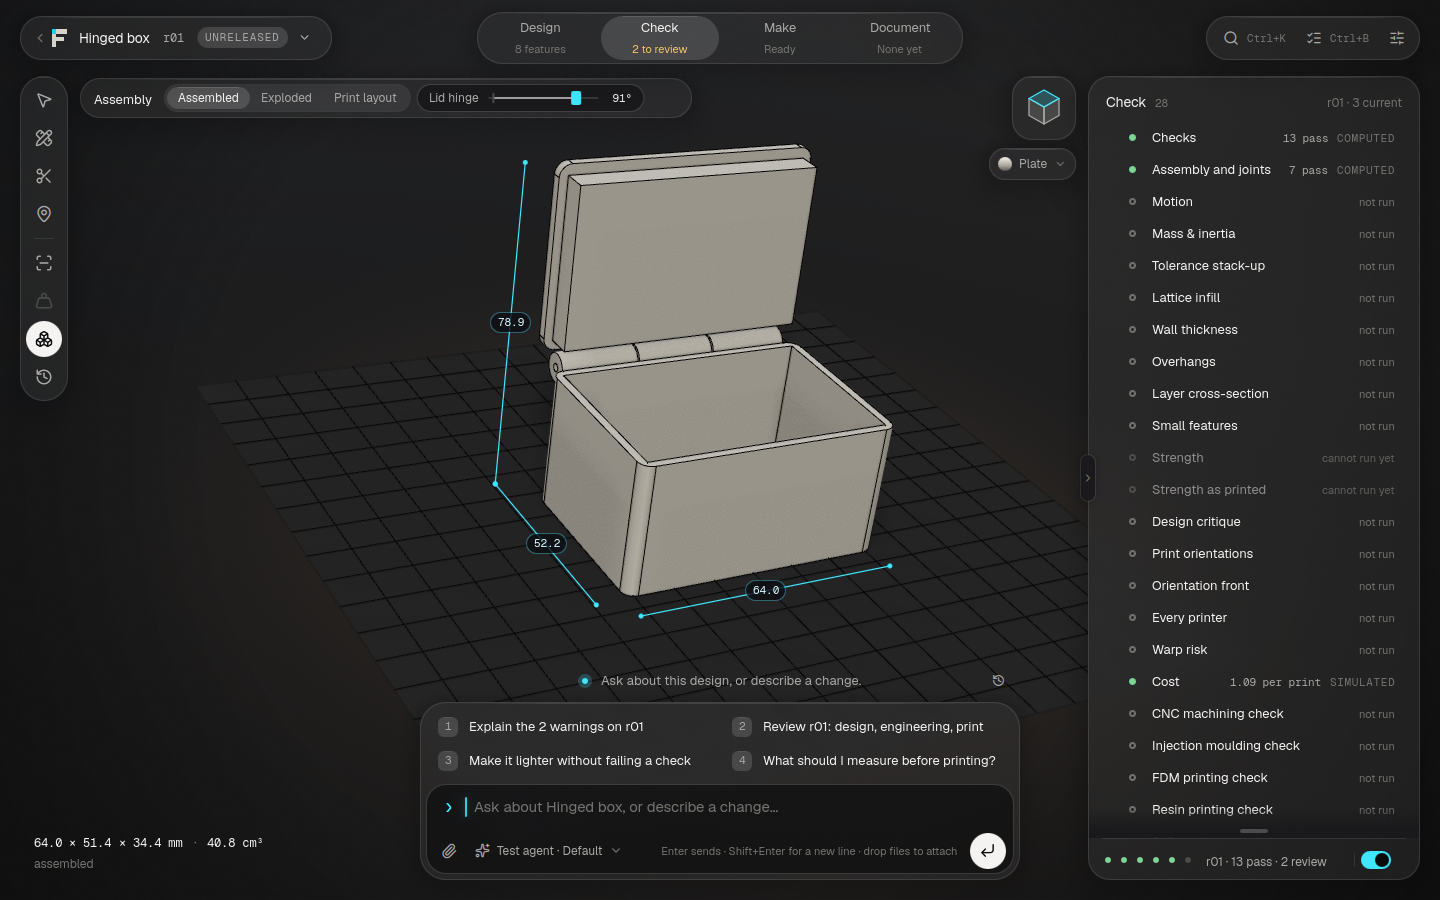 Hinged box r01 UNRELEASED
Design
8 features
Check
2 to review
Make
Ready
Document
None yet
Ctrl+K Ctrl+B
Assembly Assembled Exploded Print layout Lid hinge 91°
Plate
78.9
52.2
64.0
Check 28 r01 · 3 current
Checks 13 pass COMPUTED
Assembly and joints 7 pass COMPUTED
Motion not run
Mass & inertia not run
Tolerance stack-up not run
Lattice infill not run
Wall thickness not run
Overhangs not run
Layer cross-section not run
Small features not run
Strength cannot run yet
Strength as printed cannot run yet
Design critique not run
Print orientations not run
Orientation front not run
Every printer not run
Warp risk not run
Cost 1.09 per print SIMULATED
CNC machining check not run
Injection moulding check not run
FDM printing check not run
Resin printing check not run
r01 · 13 pass · 2 review
Ask about this design, or describe a change.
1 Explain the 2 warnings on r01
2 Review r01: design, engineering, print
3 Make it lighter without failing a check
4 What should I measure before printing?
Ask about Hinged box, or describe a change...
Test agent · Default
Enter sends · Shift+Enter for a new line · drop files to attach
64.0 × 51.4 × 34.4 mm · 40.8 cm³
assembled